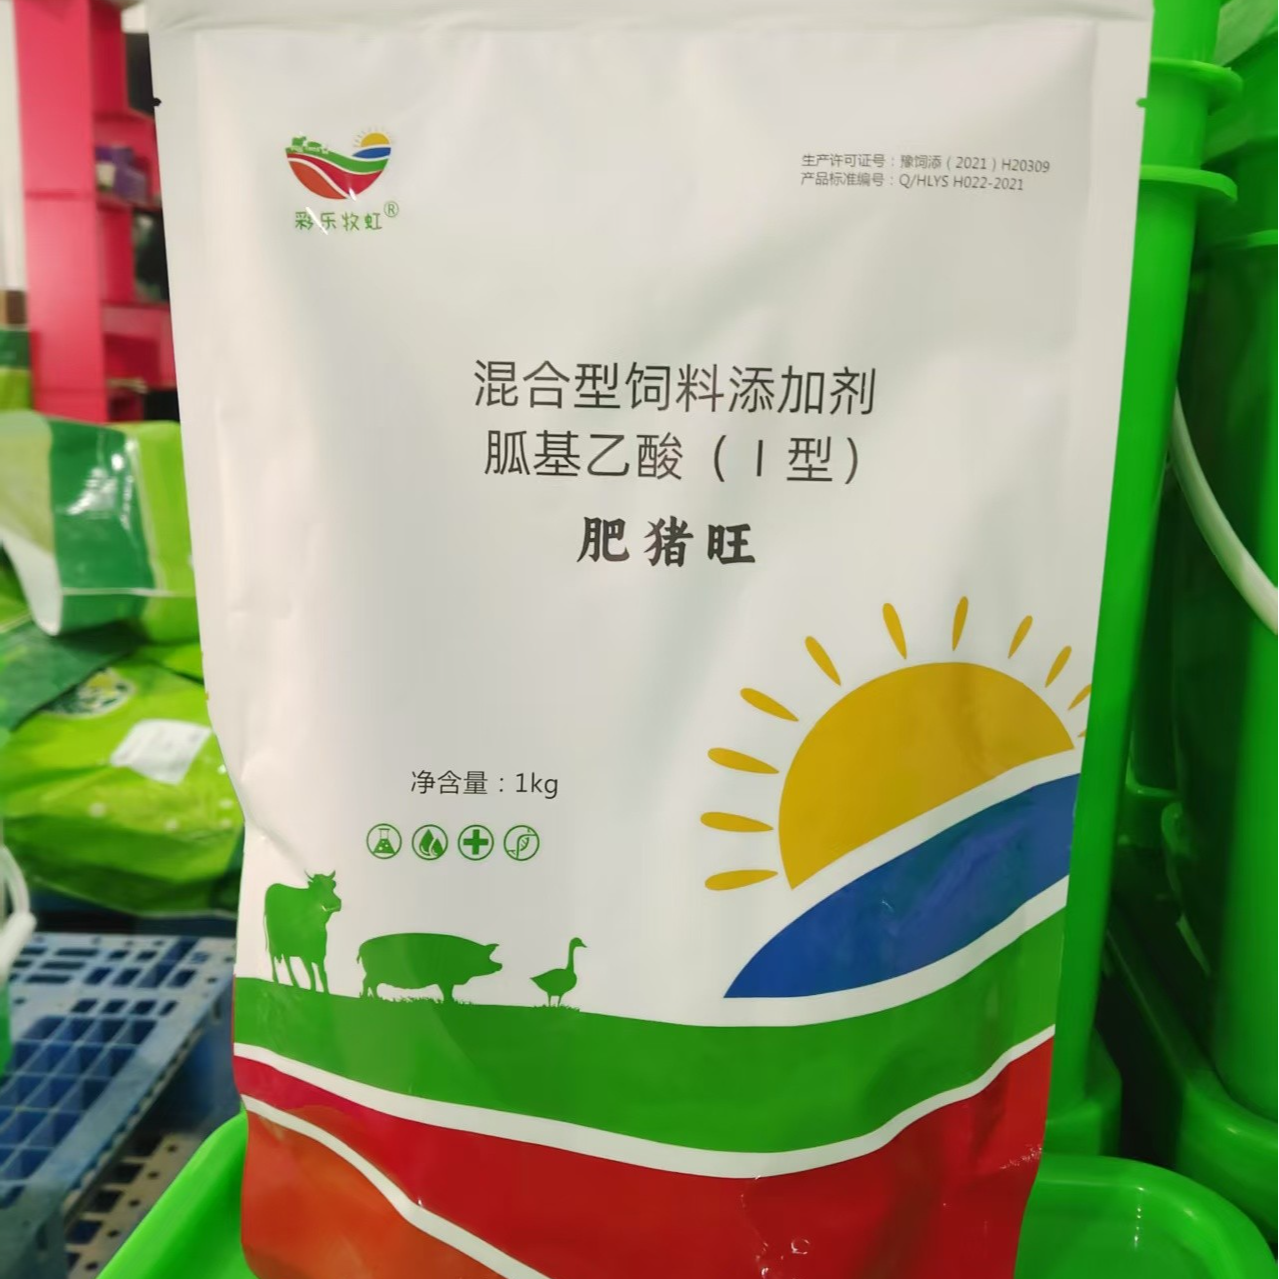 彩乐牧虹®
生产许可证号：豫饲添（2021）H20309
产品标准编号：Q/HLYS H022-2021
混合型饲料添加剂
胍基乙酸（Ⅰ型）
肥猪旺
净含量：1kg